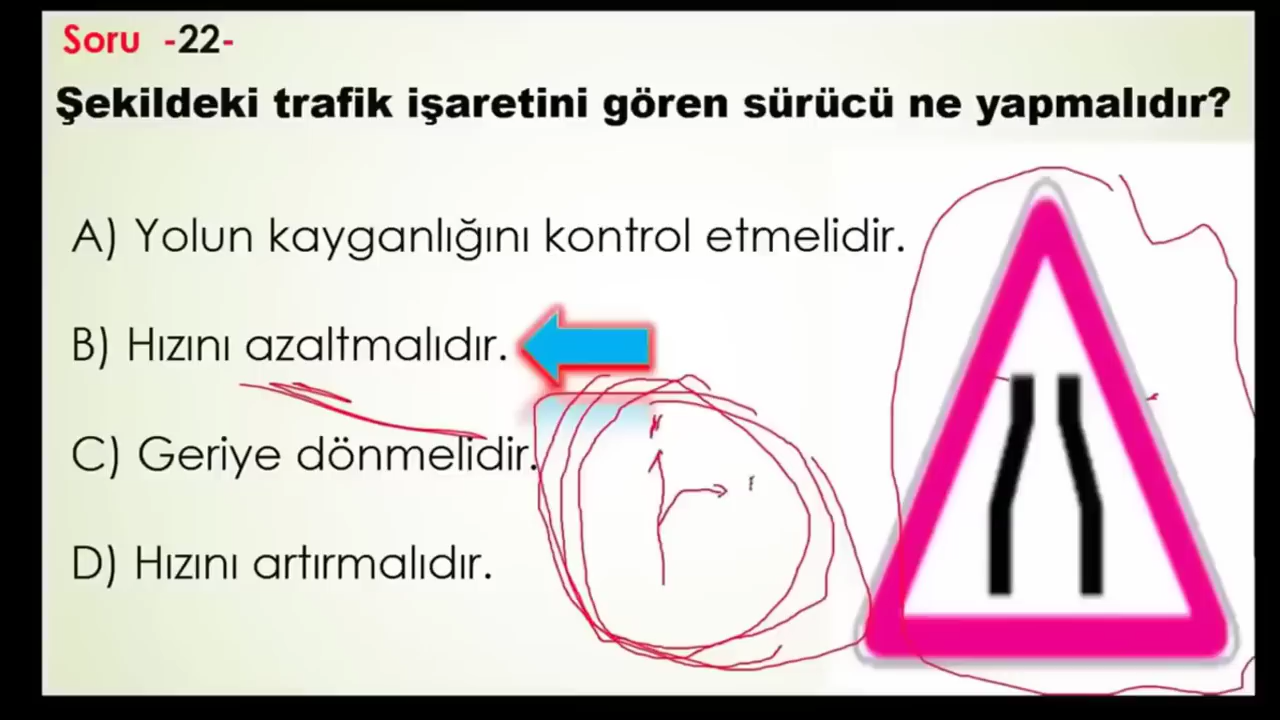 Soru -22-
Şekildeki trafik işaretini gören sürücü ne yapmalıdır?
A) Yolun kayganlığını kontrol etmelidir.
B) Hızını azaltmalıdır.
C) Geriye dönmelidir.
D) Hızını artırmalıdır.